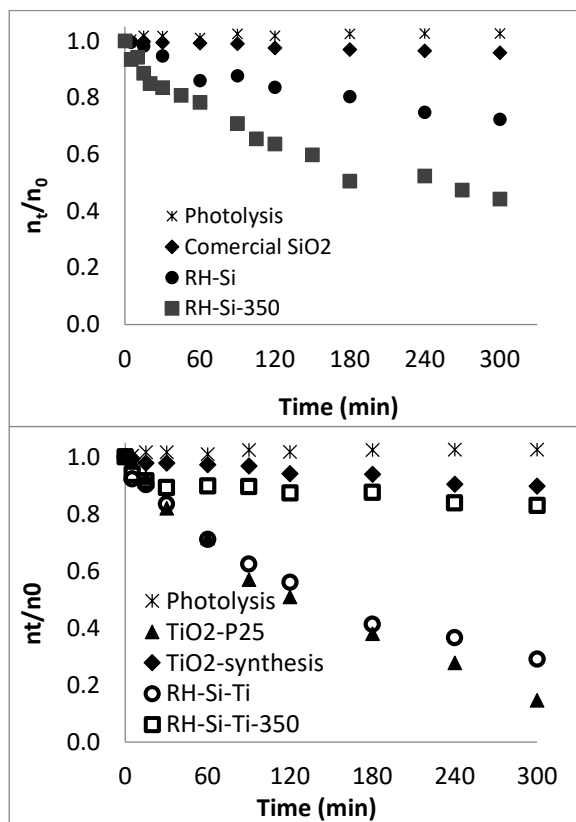 1.0
0.8
0.6
0.4
0.2
0.0
nt/n0
Photolysis
Comercial SiO2
RH-Si
RH-Si-350
0 60 120 180 240 300
Time (min)
1.0
0.8
0.6
0.4
0.2
0.0
nt/n0
Photolysis
TiO2-P25
TiO2-synthesis
RH-Si-Ti
RH-Si-Ti-350
0 60 120 180 240 300
Time (min)